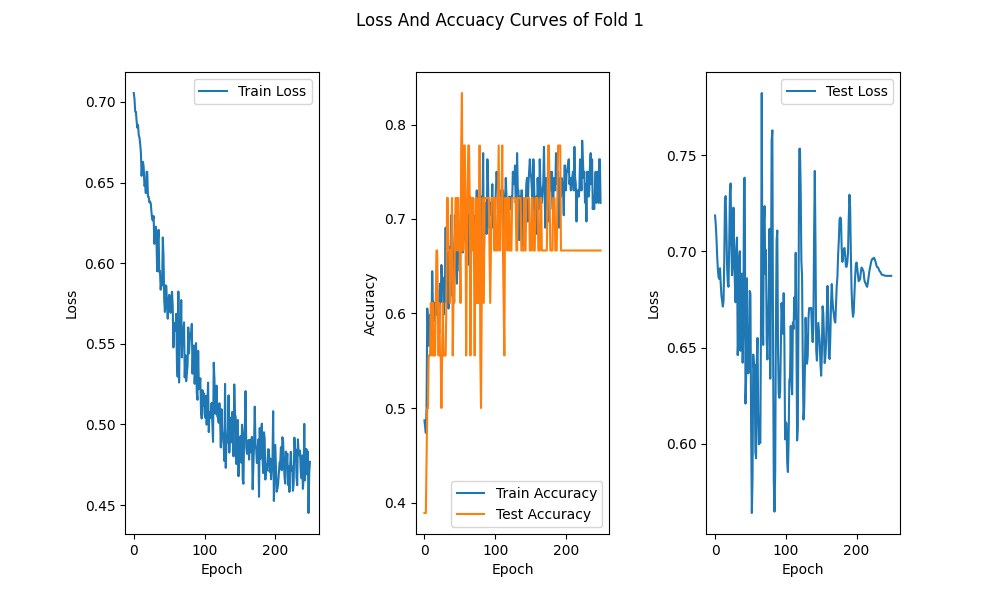 Loss And Accuacy Curves of Fold 1
Train Loss
0.70
0.65
0.60
0.55
0.50
0.45
Loss
0
100
200
Epoch
0.8
0.7
0.6
0.5
0.4
Accuracy
Train Accuracy
Test Accuracy
0
100
200
Epoch
Test Loss
0.75
0.70
0.65
0.60
Loss
0
100
200
Epoch